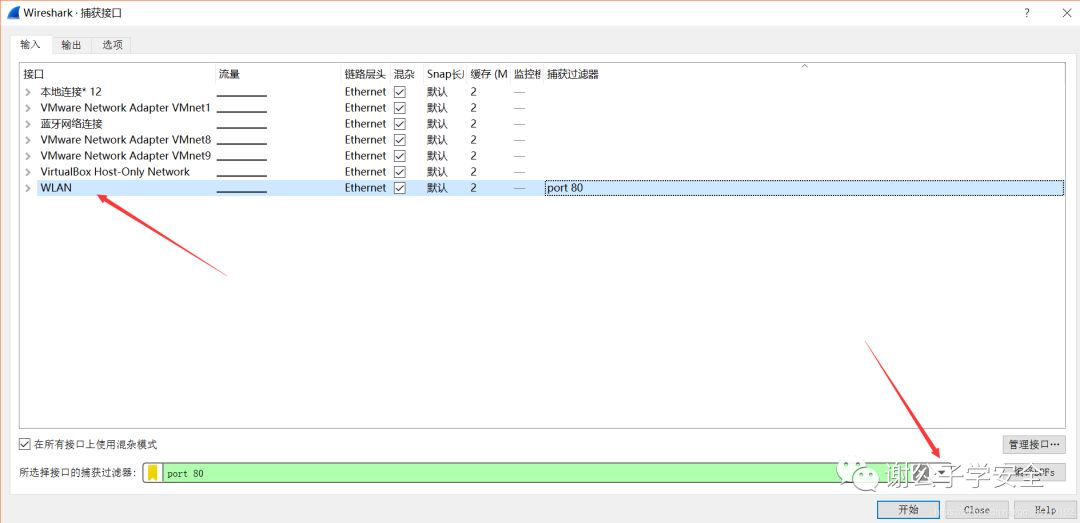 Wireshark · 捕获接口
输入 输出 选项
接口 流量 链路层头 混杂 Snap长 缓存 (M 监控模 捕获过滤器
本地连接* 12 Ethernet 默认 2 —
VMware Network Adapter VMnet1 Ethernet 默认 2 —
蓝牙网络连接 Ethernet 默认 2 —
VMware Network Adapter VMnet8 Ethernet 默认 2 —
VMware Network Adapter VMnet9 Ethernet 默认 2 —
VirtualBox Host-Only Network Ethernet 默认 2 —
WLAN Ethernet 默认 2 — port 80
在所有接口上使用混杂模式 管理接口…
所选择接口的捕获过滤器: port 80
谢公子学安全
开始 Close Help